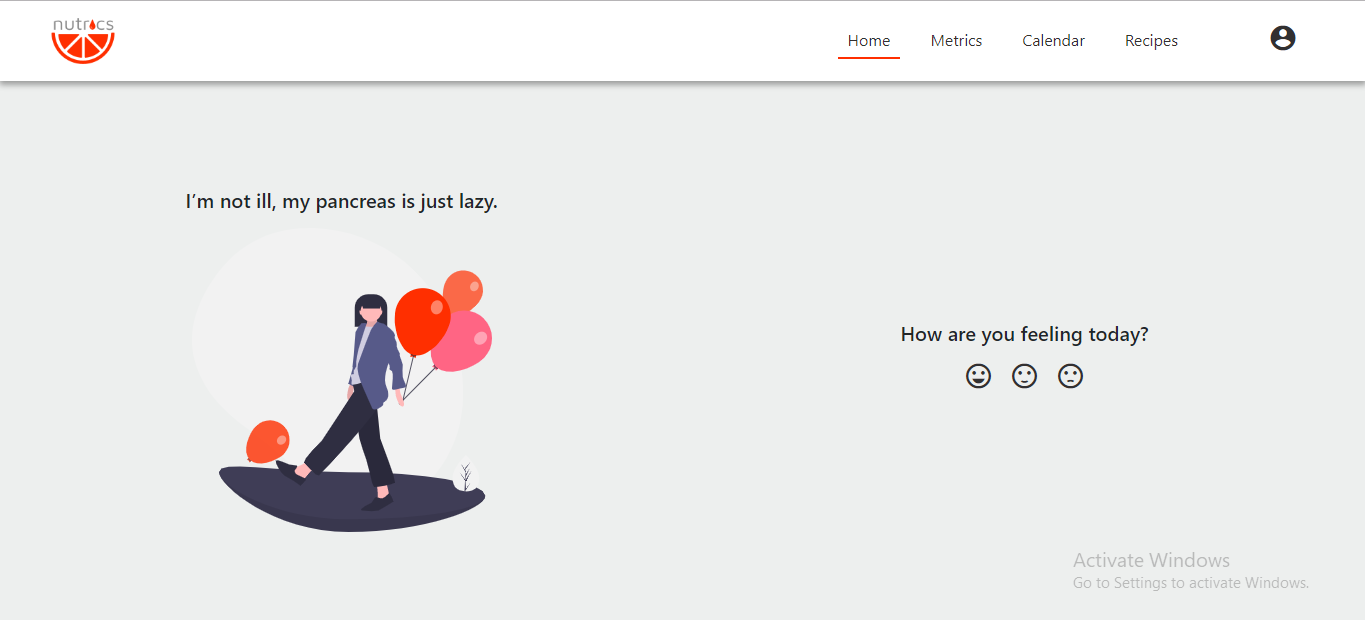 nutrics
Home
Metrics
Calendar
Recipes
I’m not ill, my pancreas is just lazy.
How are you feeling today?
Activate Windows
Go to Settings to activate Windows.